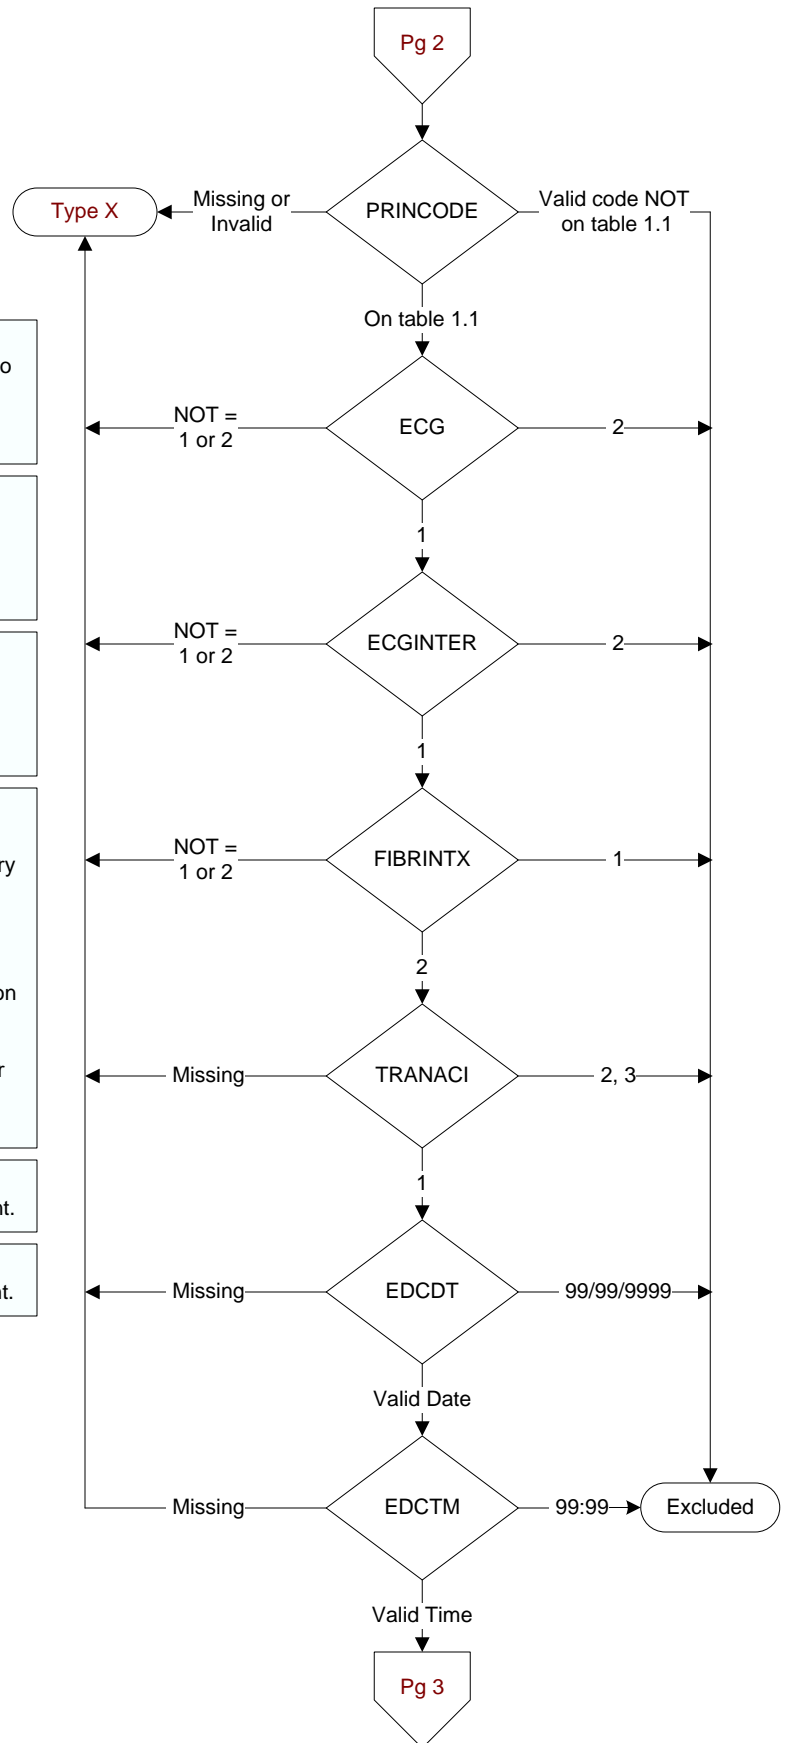 Pg 2
Type X
Missing or
Invalid
PRINCODE
Valid code NOT
on table 1.1
On table 1.1
o
NOT =
1 or 2
ECG
2
1
NOT =
1 or 2
ECGINTER
2
1
ry
NOT =
1 or 2
FIBRINTX
1
2
on
r
Missing
TRANACI
2, 3
1
nt.
Missing
EDCDT
99/99/9999
t.
Valid Date
Missing
EDCTM
99:99
Excluded
Valid Time
Pg 3